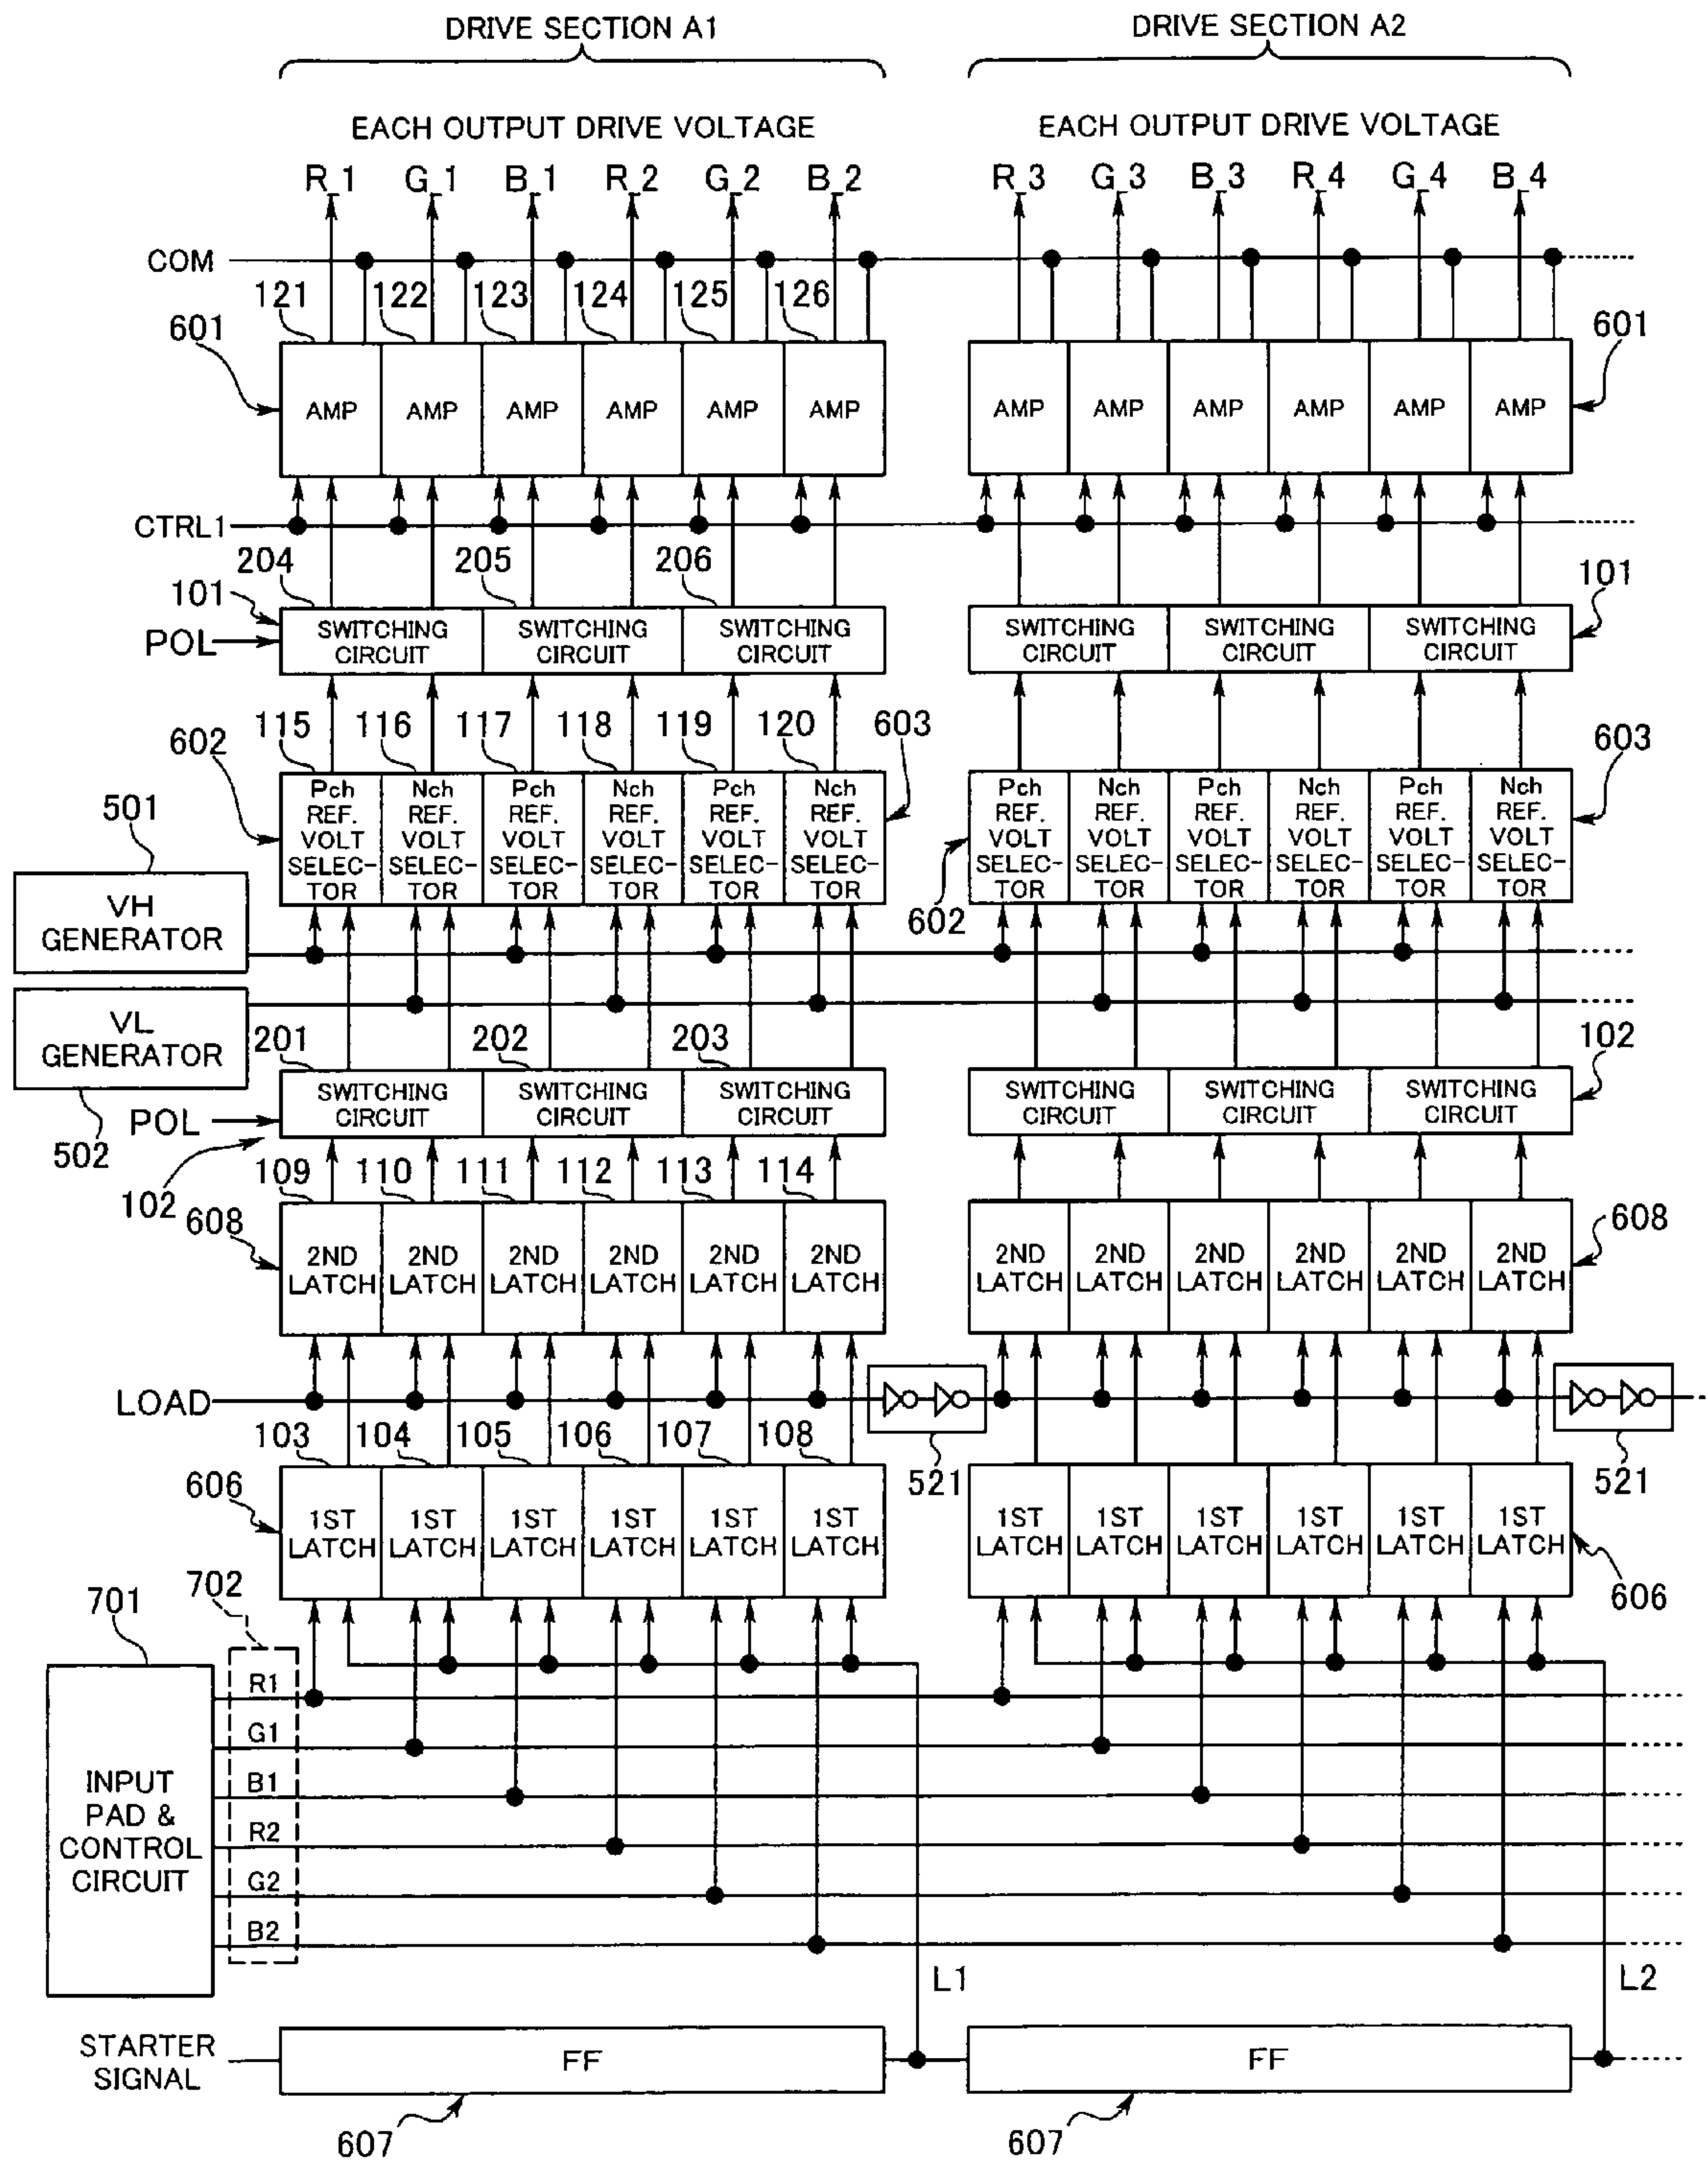 DRIVE SECTION A1 DRIVE SECTION A2
EACH OUTPUT DRIVE VOLTAGE EACH OUTPUT DRIVE VOLTAGE
R_1 G_1 B_1 R_2 G_2 B_2 R_3 G_3 B_3 R_4 G_4 B_4
COM
121 122 123 124 125 126
601 601
AMP AMP AMP AMP AMP AMP AMP AMP AMP AMP AMP AMP
CTRL1
204 205 206
101 101
POL
SWITCHING SWITCHING SWITCHING SWITCHING SWITCHING SWITCHING
CIRCUIT CIRCUIT CIRCUIT CIRCUIT CIRCUIT CIRCUIT
115 116 117 118 119 120 603
602 603
Pch Nch Pch Nch Pch Nch Pch Nch Pch Nch Pch Nch
REF. REF. REF. REF. REF. REF. REF. REF. REF. REF. REF. REF.
VOLT VOLT VOLT VOLT VOLT VOLT VOLT VOLT VOLT VOLT VOLT VOLT
SELEC- SELEC- SELEC- SELEC- SELEC- SELEC- SELEC- SELEC- SELEC- SELEC- SELEC- SELEC-
TOR TOR TOR TOR TOR TOR TOR TOR TOR TOR TOR TOR
501
602
VH
GENERATOR
VL
GENERATOR
502
201 202 203 102
POL
SWITCHING SWITCHING SWITCHING SWITCHING SWITCHING SWITCHING
CIRCUIT CIRCUIT CIRCUIT CIRCUIT CIRCUIT CIRCUIT
102
109 110 111 112 113 114
608 608
2ND 2ND 2ND 2ND 2ND 2ND 2ND 2ND 2ND 2ND 2ND 2ND
LATCH LATCH LATCH LATCH LATCH LATCH LATCH LATCH LATCH LATCH LATCH LATCH
LOAD
521 521
103 104 105 106 107 108
606 606
1ST 1ST 1ST 1ST 1ST 1ST 1ST 1ST 1ST 1ST 1ST 1ST
LATCH LATCH LATCH LATCH LATCH LATCH LATCH LATCH LATCH LATCH LATCH LATCH
701
702
INPUT
PAD &
CONTROL
CIRCUIT
R1
G1
B1
R2
G2
B2
L1 L2
STARTER
SIGNAL
FF FF
607 607